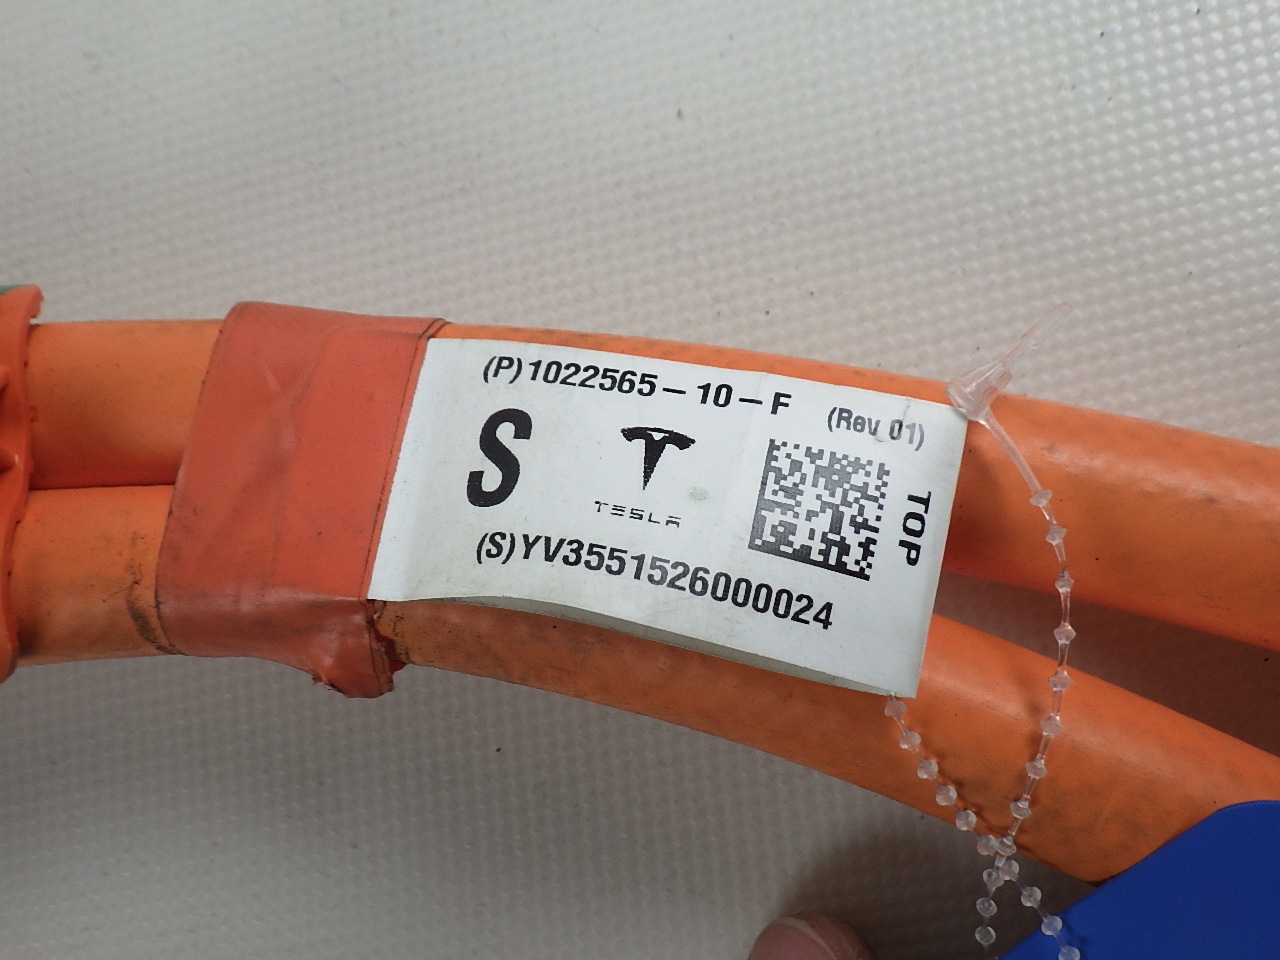 (P)1022565-10-F (Rev 01)
S
TESLA
TOP
(S)YV3551526000024